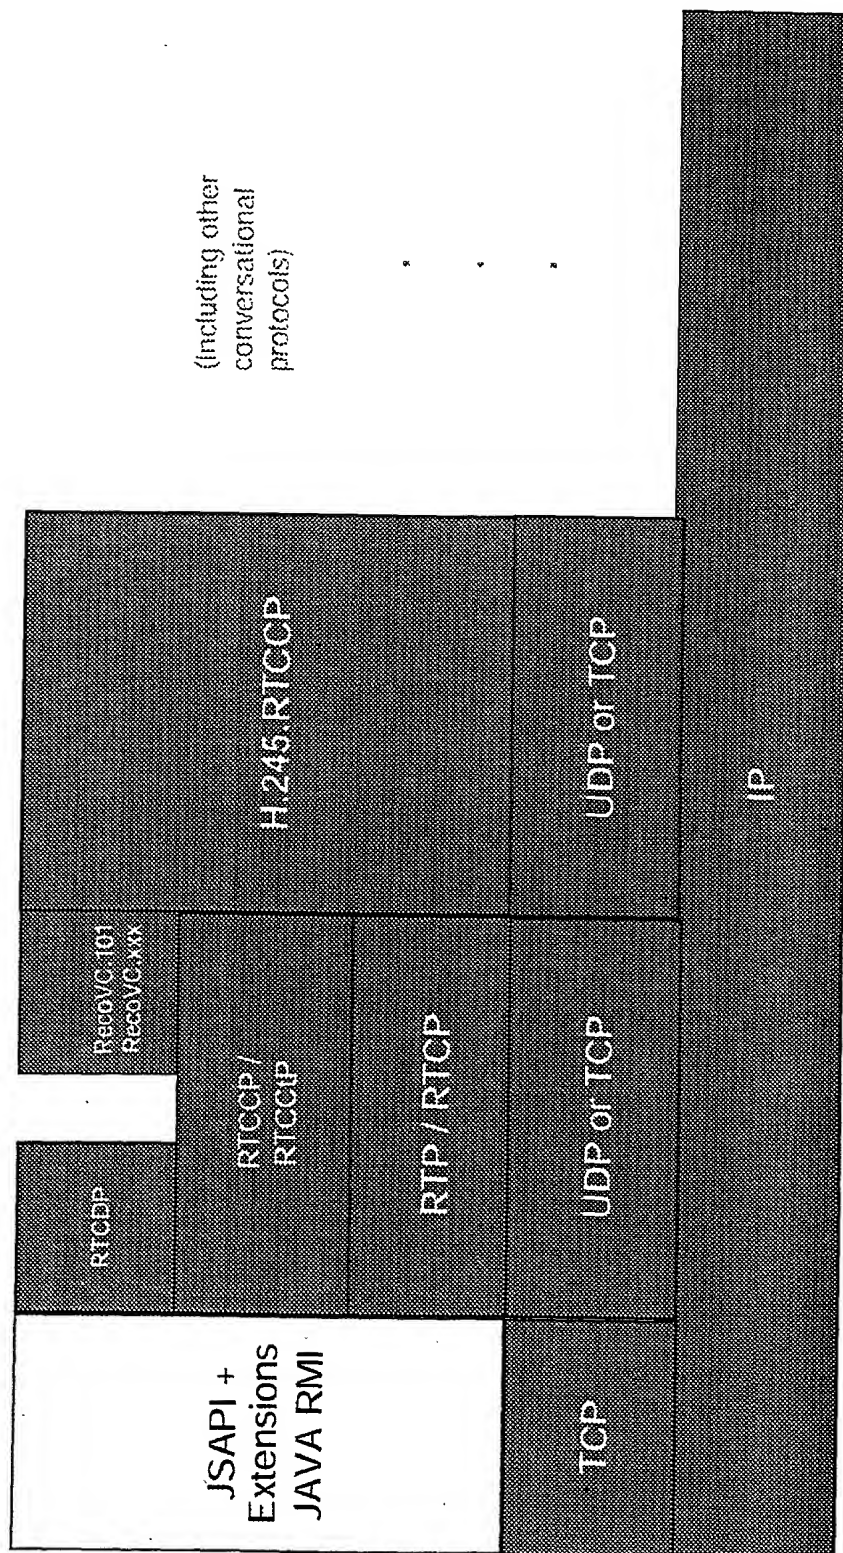 JSAPI +
Extensions
JAVA RMI
TCP
RTCDP
RecoVC.101
RecoVC.xxx
RTCCP /
RTCCtP
RTP / RTCP
UDP or TCP
H.245.RTCCP
UDP or TCP
(Including other
conversational
protocols)
IP